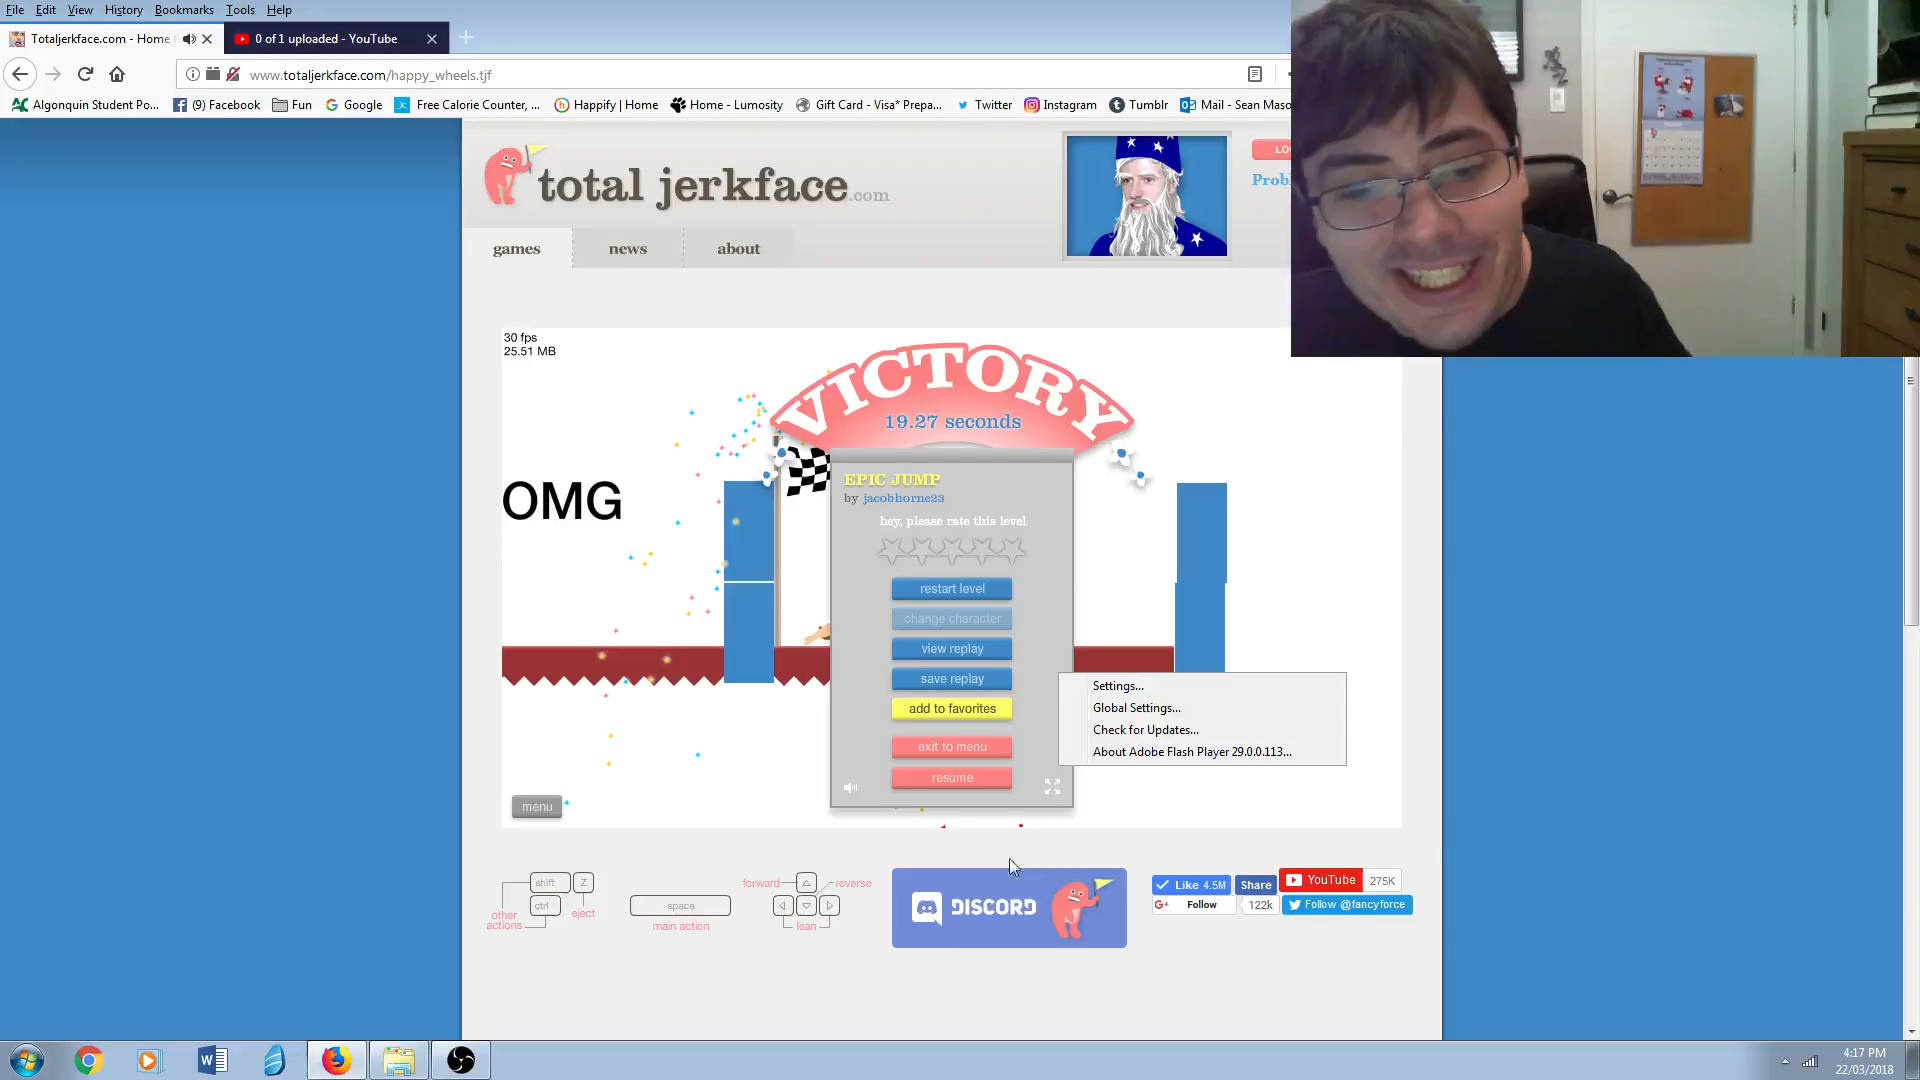 File Edit View History Bookmarks Tools Help
Totaljerkface.com - Home
0 of 1 uploaded - YouTube
www.totaljerkface.com/happy_wheels.tjf
Algonquin Student Po...
(9) Facebook
Fun
Google
Free Calorie Counter, ...
Happify | Home
Home - Lumosity
Gift Card - Visa* Prepa...
Twitter
Instagram
Tumblr
Mail - Sean Maso
total jerkface.com
LO
Prob
games
news
about
30 fps
25.51 MB
VICTORY
19.27 seconds
OMG
EPIC JUMP
by jacobhorne23
hey, please rate this level
restart level
change character
view replay
save replay
add to favorites
exit to menu
resume
Settings...
Global Settings...
Check for Updates...
About Adobe Flash Player 29.0.0.113...
menu
shift
Z
ctrl
other actions
eject
space
main action
forward
reverse
lean
DISCORD
Like 4.5M
Share
YouTube
275K
G+
Follow
122k
Follow @fancyforce
4:17 PM
22/03/2018